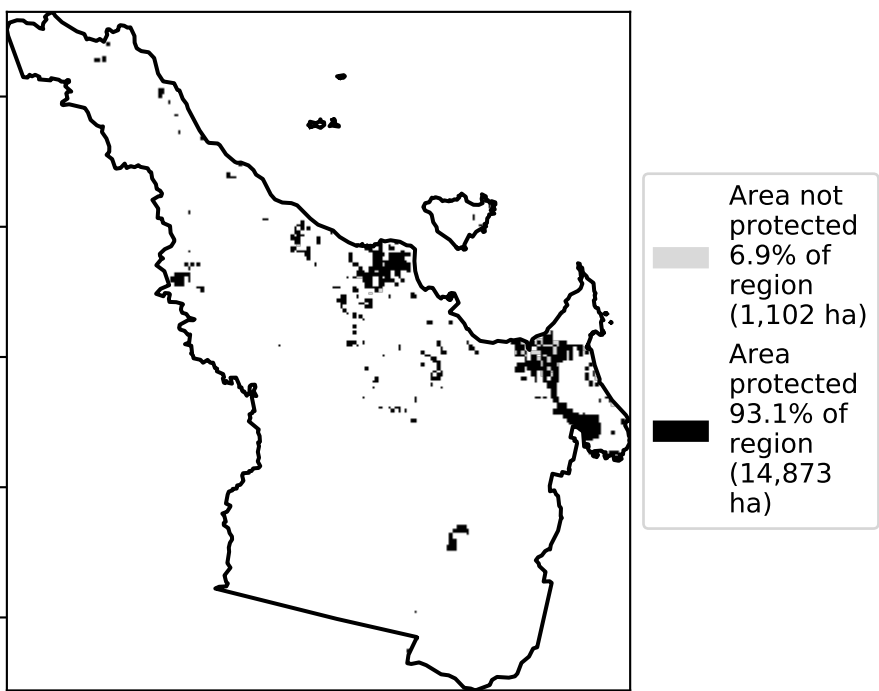 Area not
protected
6.9% of
region
(1,102 ha)
Area
protected
93.1% of
region
(14,873
ha)